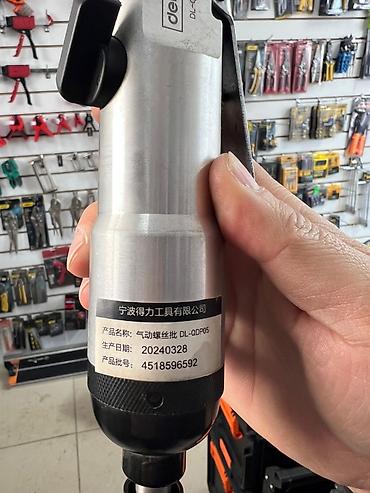 宁波得力工具有限公司
产品名称: 气动螺丝批 DL-QDP05
生产日期: 20240328
产品批号: 4518596592